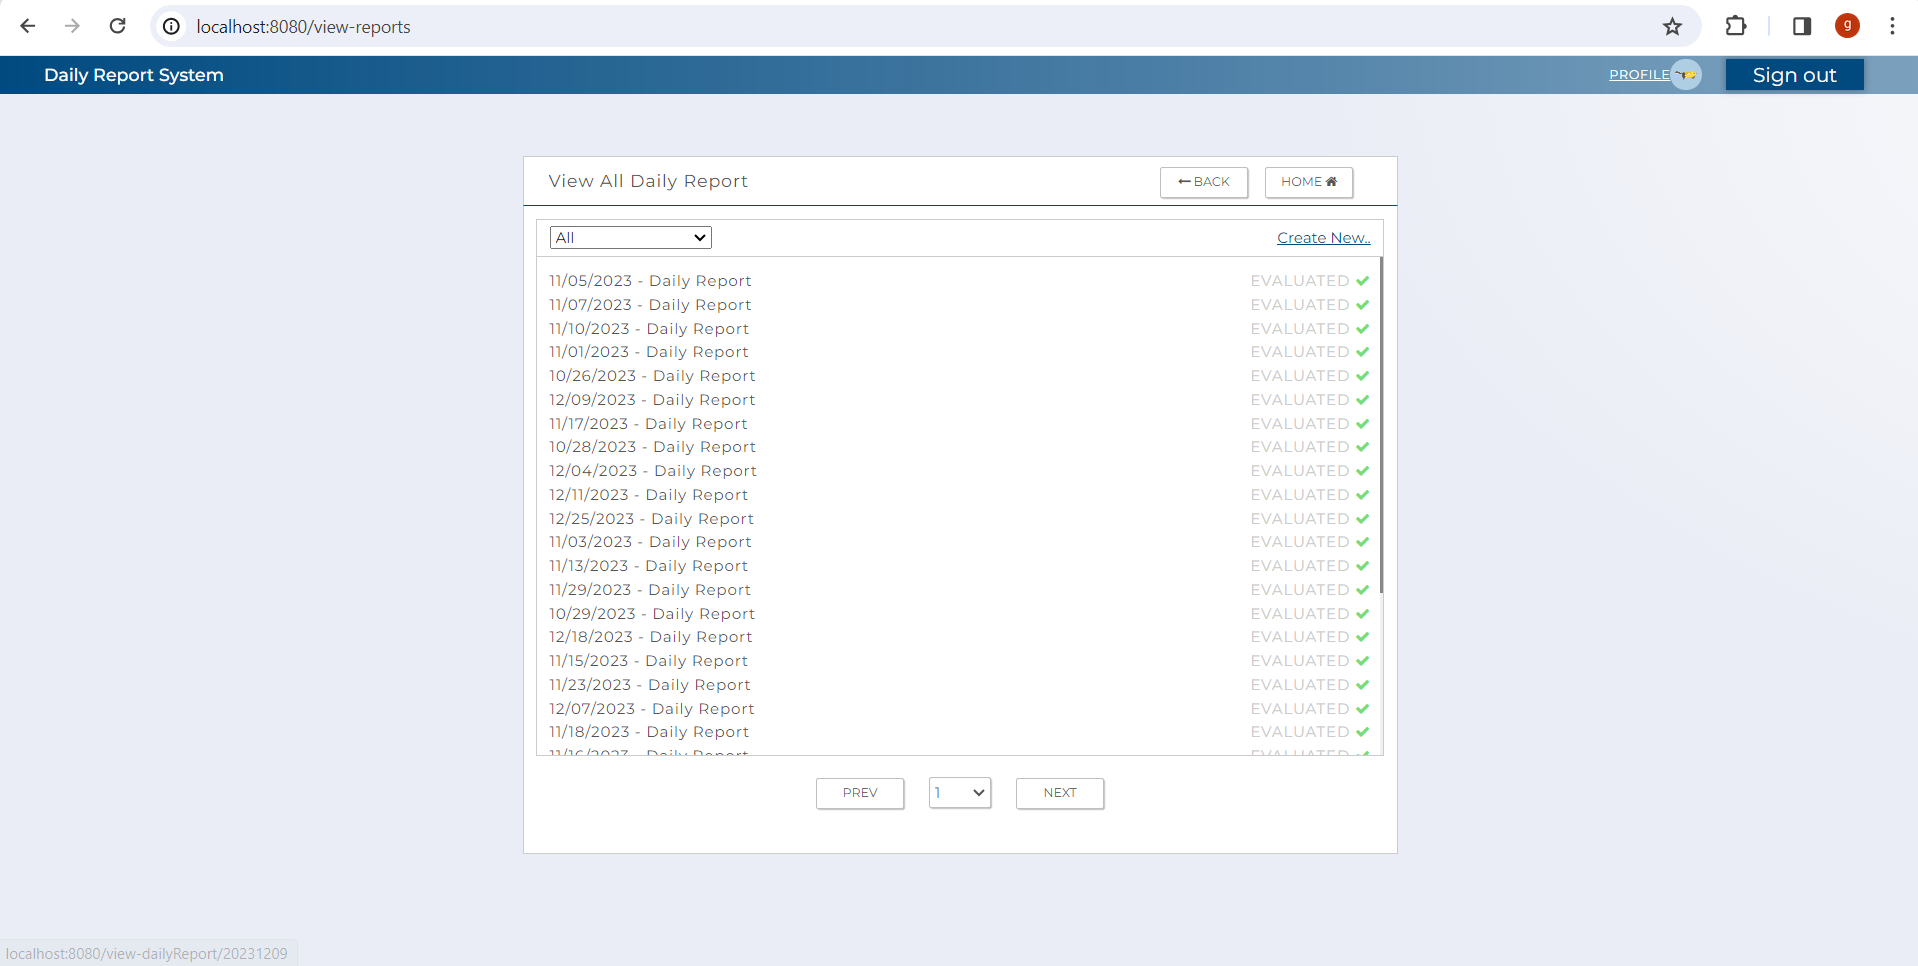 localhost:8080/view-reports
g
Daily Report System
PROFILE
Sign out
View All Daily Report
BACK
HOME
All
Create New..
11/05/2023 - Daily Report EVALUATED
11/07/2023 - Daily Report EVALUATED
11/10/2023 - Daily Report EVALUATED
11/01/2023 - Daily Report EVALUATED
10/26/2023 - Daily Report EVALUATED
12/09/2023 - Daily Report EVALUATED
11/17/2023 - Daily Report EVALUATED
10/28/2023 - Daily Report EVALUATED
12/04/2023 - Daily Report EVALUATED
12/11/2023 - Daily Report EVALUATED
12/25/2023 - Daily Report EVALUATED
11/03/2023 - Daily Report EVALUATED
11/13/2023 - Daily Report EVALUATED
11/29/2023 - Daily Report EVALUATED
10/29/2023 - Daily Report EVALUATED
12/18/2023 - Daily Report EVALUATED
11/15/2023 - Daily Report EVALUATED
11/23/2023 - Daily Report EVALUATED
12/07/2023 - Daily Report EVALUATED
11/18/2023 - Daily Report EVALUATED
11/16/2023 - Daily Report EVALUATED
PREV
1
NEXT
localhost:8080/view-dailyReport/20231209